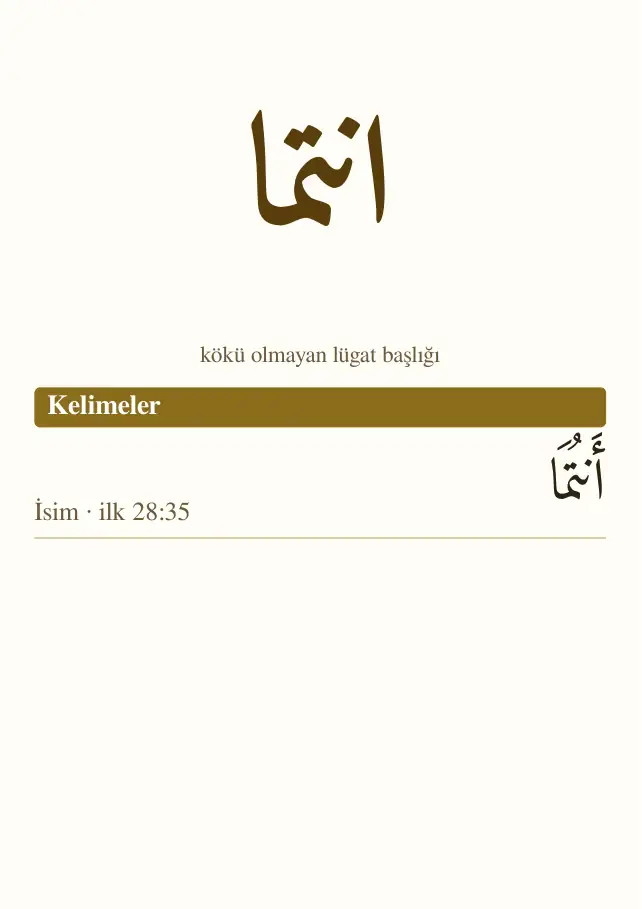 انتما
kökü olmayan lügat başlığı
Kelimeler
أَنتُمَا
İsim · ilk 28:35